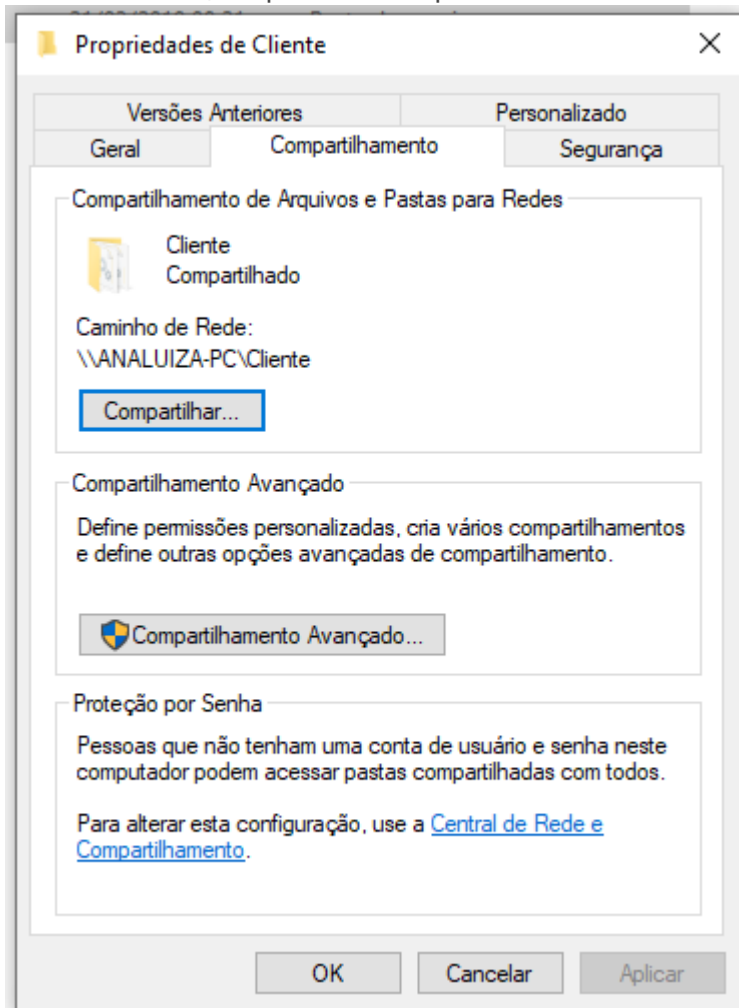 Propriedades de Cliente
Versões Anteriores
Personalizado
Geral
Compartilhamento
Segurança
Compartilhamento de Arquivos e Pastas para Redes
Cliente
Compartilhado
Caminho de Rede:
\\ANALUIZA-PC\Cliente
Compartilhar...
Compartilhamento Avançado
Define permissões personalizadas, cria vários compartilhamentos
e define outras opções avançadas de compartilhamento.
Compartilhamento Avançado...
Proteção por Senha
Pessoas que não tenham uma conta de usuário e senha neste
computador podem acessar pastas compartilhadas com todos.
Para alterar esta configuração, use a Central de Rede e
Compartilhamento.
OK
Cancelar
Aplicar